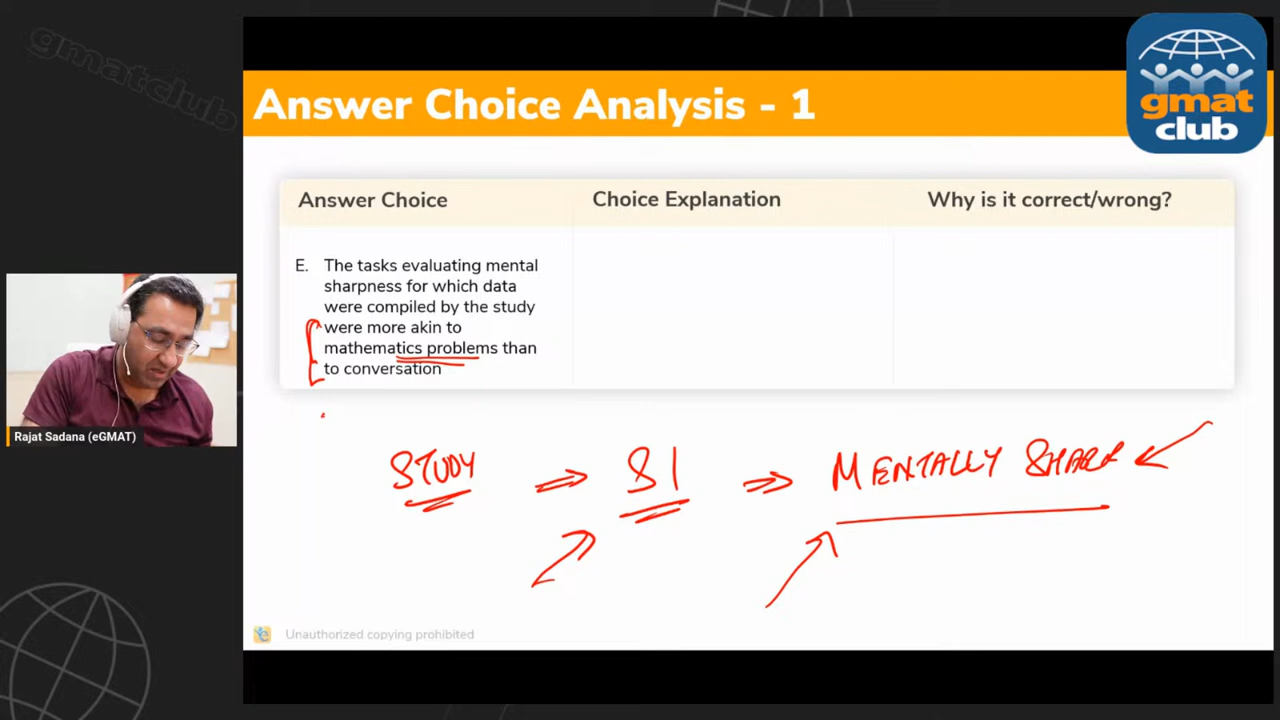 gmatclub
Answer Choice Analysis - 1
gmat
club
Answer Choice
Choice Explanation
Why is it correct/wrong?
E. The tasks evaluating mental
sharpness for which data
were compiled by the study
were more akin to
mathematics problems than
to conversation
Rajat Sadana (eGMAT)
STUDY ⇒ SI ⇒ MENTALLY SHARP
Unauthorized copying prohibited